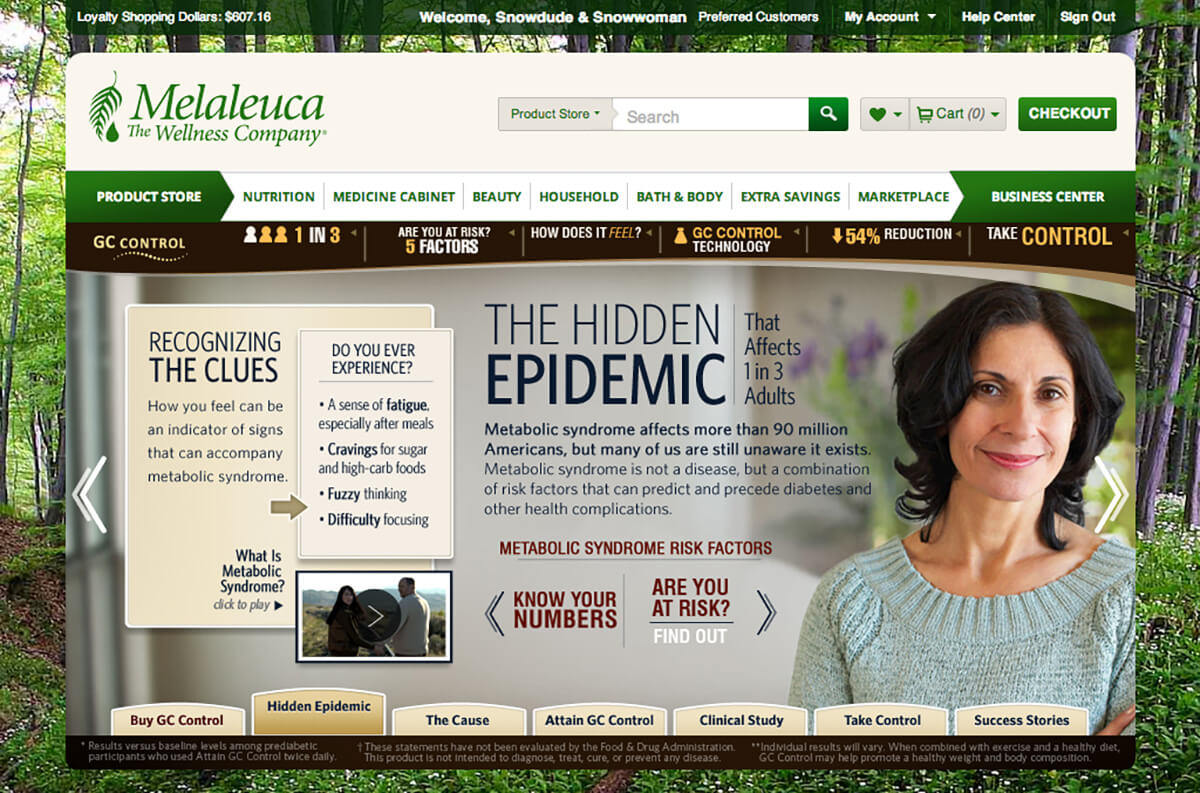 Loyalty Shopping Dollars: $607.16
Welcome, Snowdude & Snowwoman Preferred Customers
My Account
Help Center
Sign Out
Melaleuca
The Wellness Company®
Product Store
Search
Cart (0)
CHECKOUT
PRODUCT STORE
NUTRITION
MEDICINE CABINET
BEAUTY
HOUSEHOLD
BATH & BODY
EXTRA SAVINGS
MARKETPLACE
BUSINESS CENTER
GC CONTROL
1 IN 3
ARE YOU AT RISK?
5 FACTORS
HOW DOES IT FEEL?
GC CONTROL
TECHNOLOGY
54% REDUCTION
TAKE CONTROL
RECOGNIZING
THE CLUES
How you feel can be
an indicator of signs
that can accompany
metabolic syndrome.
DO YOU EVER
EXPERIENCE?
• A sense of fatigue,
especially after meals
• Cravings for sugar
and high-carb foods
• Fuzzy thinking
• Difficulty focusing
What Is
Metabolic
Syndrome?
click to play
THE HIDDEN
EPIDEMIC
That
Affects
1 in 3
Adults
Metabolic syndrome affects more than 90 million
Americans, but many of us are still unaware it exists.
Metabolic syndrome is not a disease, but a combination
of risk factors that can predict and precede diabetes and
other health complications.
METABOLIC SYNDROME RISK FACTORS
KNOW YOUR
NUMBERS
ARE YOU
AT RISK?
FIND OUT
Buy GC Control
Hidden Epidemic
The Cause
Attain GC Control
Clinical Study
Take Control
Success Stories
* Results versus baseline levels among prediabetic
participants who used Attain GC Control twice daily.
† These statements have not been evaluated by the Food & Drug Administration.
This product is not intended to diagnose, treat, cure, or prevent any disease.
**Individual results will vary. When combined with exercise and a healthy diet,
GC Control may help promote a healthy weight and body composition.